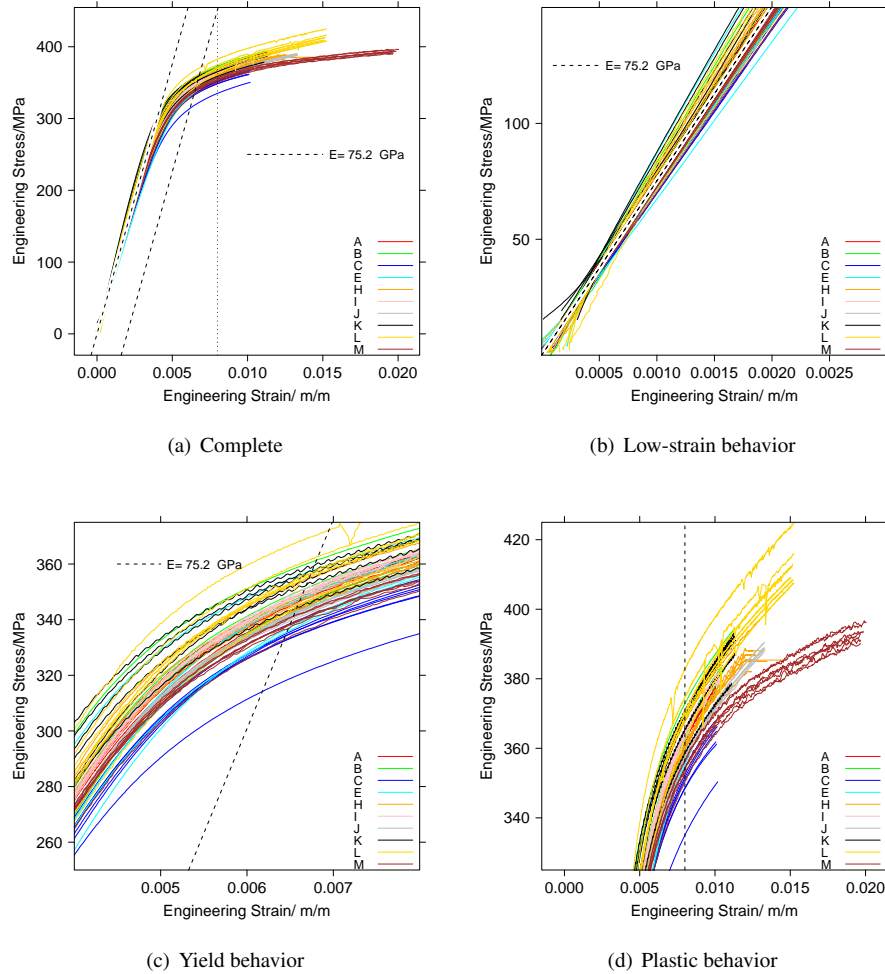 400
300
200
100
0
Engineering Stress/MPa
E= 75.2 GPa
A
B
C
E
H
I
J
K
L
M
0.000 0.005 0.010 0.015 0.020
Engineering Strain/ m/m
(a) Complete
100
50
Engineering Stress/MPa
E= 75.2 GPa
A
B
C
E
H
I
J
K
L
M
0.0005 0.0010 0.0015 0.0020 0.0025
Engineering Strain/ m/m
(b) Low-strain behavior
360
340
320
300
280
260
Engineering Stress/MPa
E= 75.2 GPa
A
B
C
E
H
I
J
K
L
M
0.005 0.006 0.007
Engineering Strain/ m/m
(c) Yield behavior
420
400
380
360
340
Engineering Stress/MPa
A
B
C
E
H
I
J
K
L
M
0.000 0.005 0.010 0.015 0.020
Engineering Strain/ m/m
(d) Plastic behavior